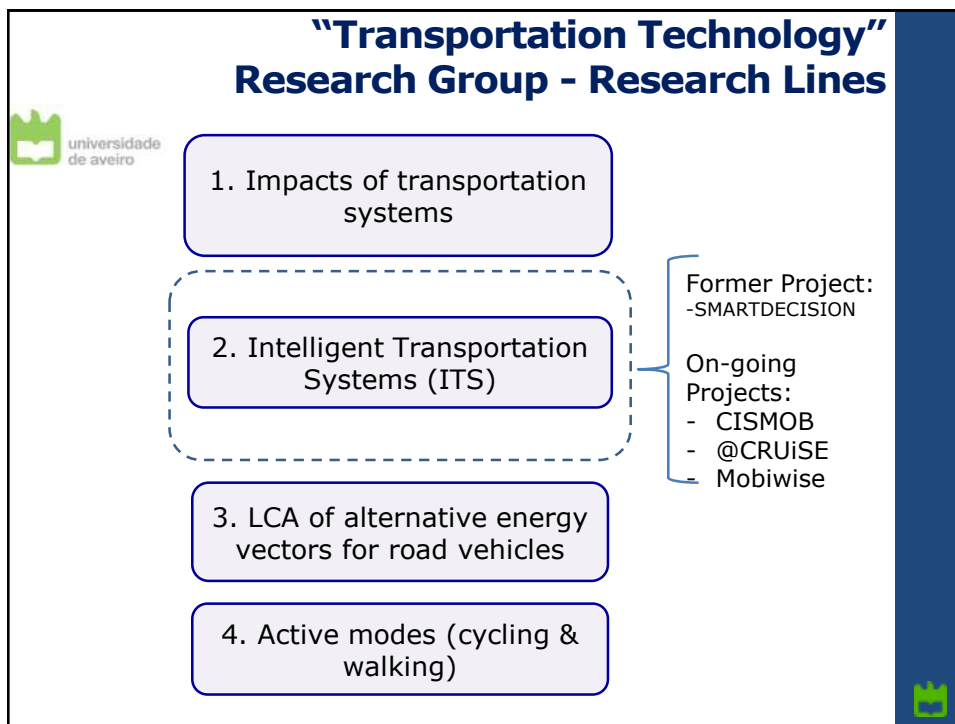 “Transportation Technology”
Research Group - Research Lines
universidade
de aveiro
1. Impacts of transportation
systems
2. Intelligent Transportation
Systems (ITS)
Former Project:
-SMARTDECISION
On-going
Projects:
- CISMOB
- @CRUiSE
- Mobiwise
3. LCA of alternative energy
vectors for road vehicles
4. Active modes (cycling &
walking)